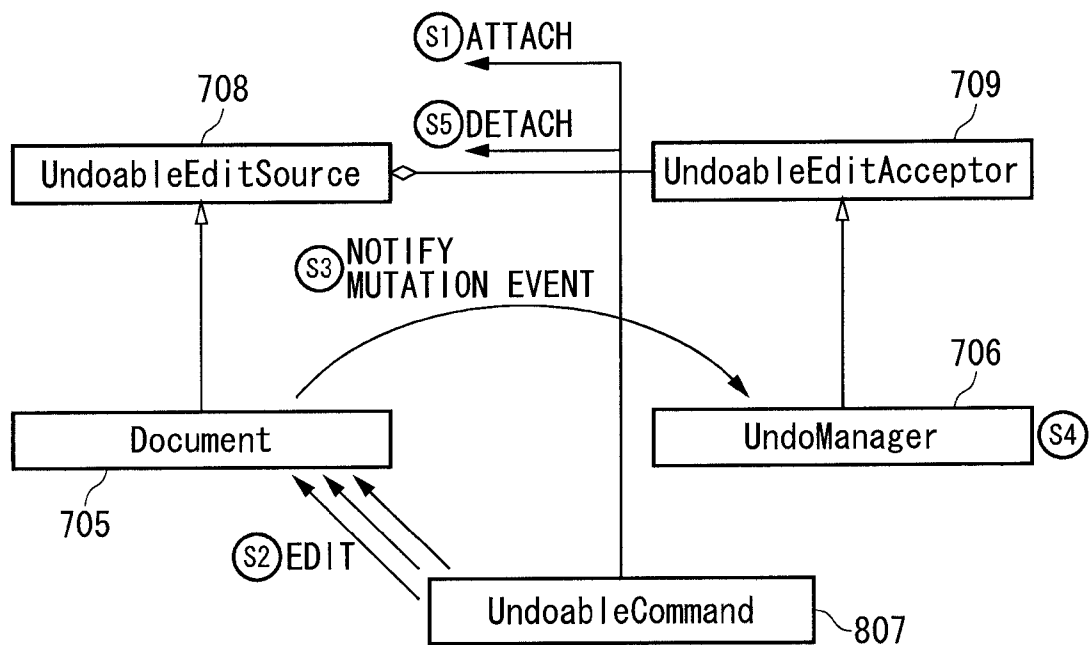 S1 ATTACH
708
709
S5 DETACH
UndoableEditSource
UndoableEditAcceptor
S3 NOTIFY
MUTATION EVENT
706
Document
UndoManager
S4
705
S2 EDIT
UndoableCommand
807